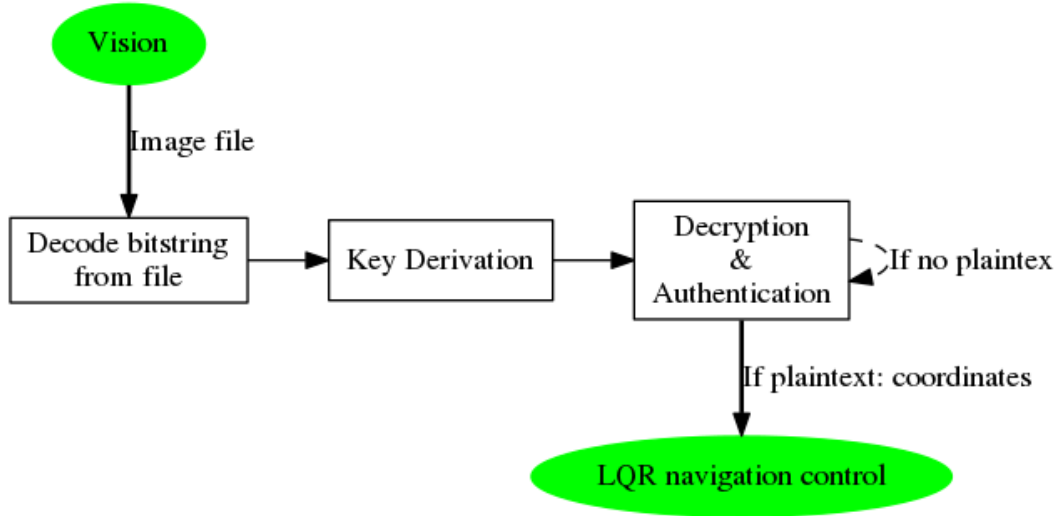 Vision
Image file
Decode bitstring
from file
Key Derivation
Decryption
&
Authentication
If no plaintex
If plaintext: coordinates
LQR navigation control